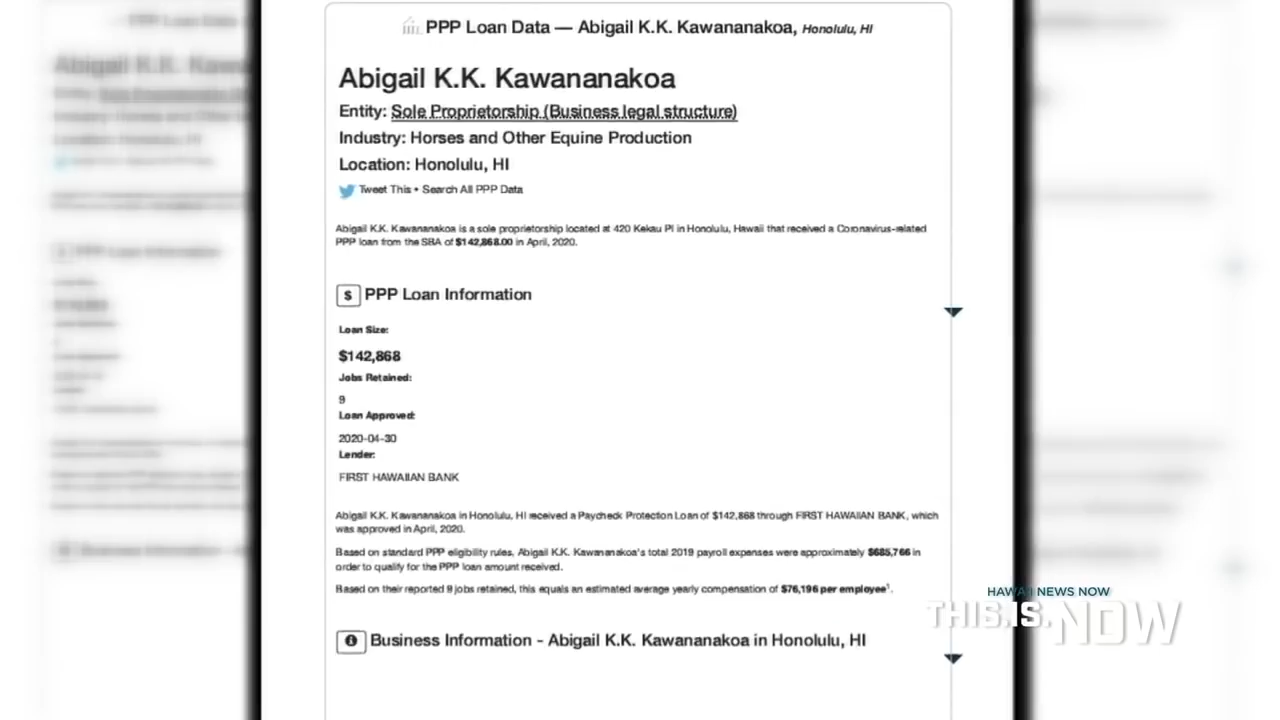 PPP Loan Data — Abigail K.K. Kawananakoa, Honolulu, HI
Abigail K.K. Kawananakoa
Entity: Sole Proprietorship (Business legal structure)
Industry: Horses and Other Equine Production
Location: Honolulu, HI
Tweet This • Search All PPP Data
Abigail K.K. Kawananakoa is a sole proprietorship located at 420 Kekau Pl in Honolulu, Hawaii that received a Coronavirus-related
PPP loan from the SBA of $142,868.00 in April, 2020.
$ PPP Loan Information
Loan Size:
$142,868
Jobs Retained:
9
Loan Approved:
2020-04-30
Lender:
FIRST HAWAIIAN BANK
Abigail K.K. Kawananakoa in Honolulu, HI received a Paycheck Protection Loan of $142,868 through FIRST HAWAIIAN BANK, which
was approved in April, 2020.
Based on standard PPP eligibility rules, Abigail K.K. Kawananakoa's total 2019 payroll expenses were approximately $685,766 in
order to qualify for the PPP loan amount received.
Based on their reported 9 jobs retained, this equals an estimated average yearly compensation of $76,196 per employee¹.
Business Information - Abigail K.K. Kawananakoa in Honolulu, HI
HAWAII NEWS NOW
THIS.IS.NOW